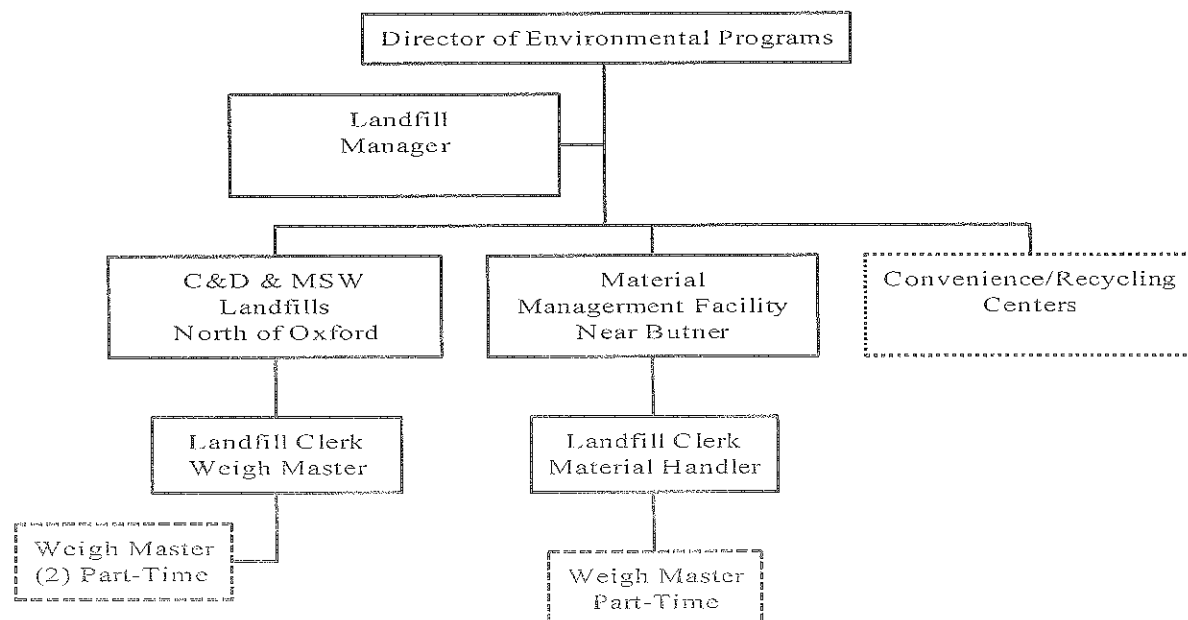 Director of Environmental Programs
Landfill
Manager
C&D & MSW
Landfills
North of Oxford
Material
Managerment Facility
Near Butner
Convenience/Recycling
Centers
Landfill Clerk
Weigh Master
Landfill Clerk
Material Handler
Weigh Master
(2) Part-Time
Weigh Master
Part-Time